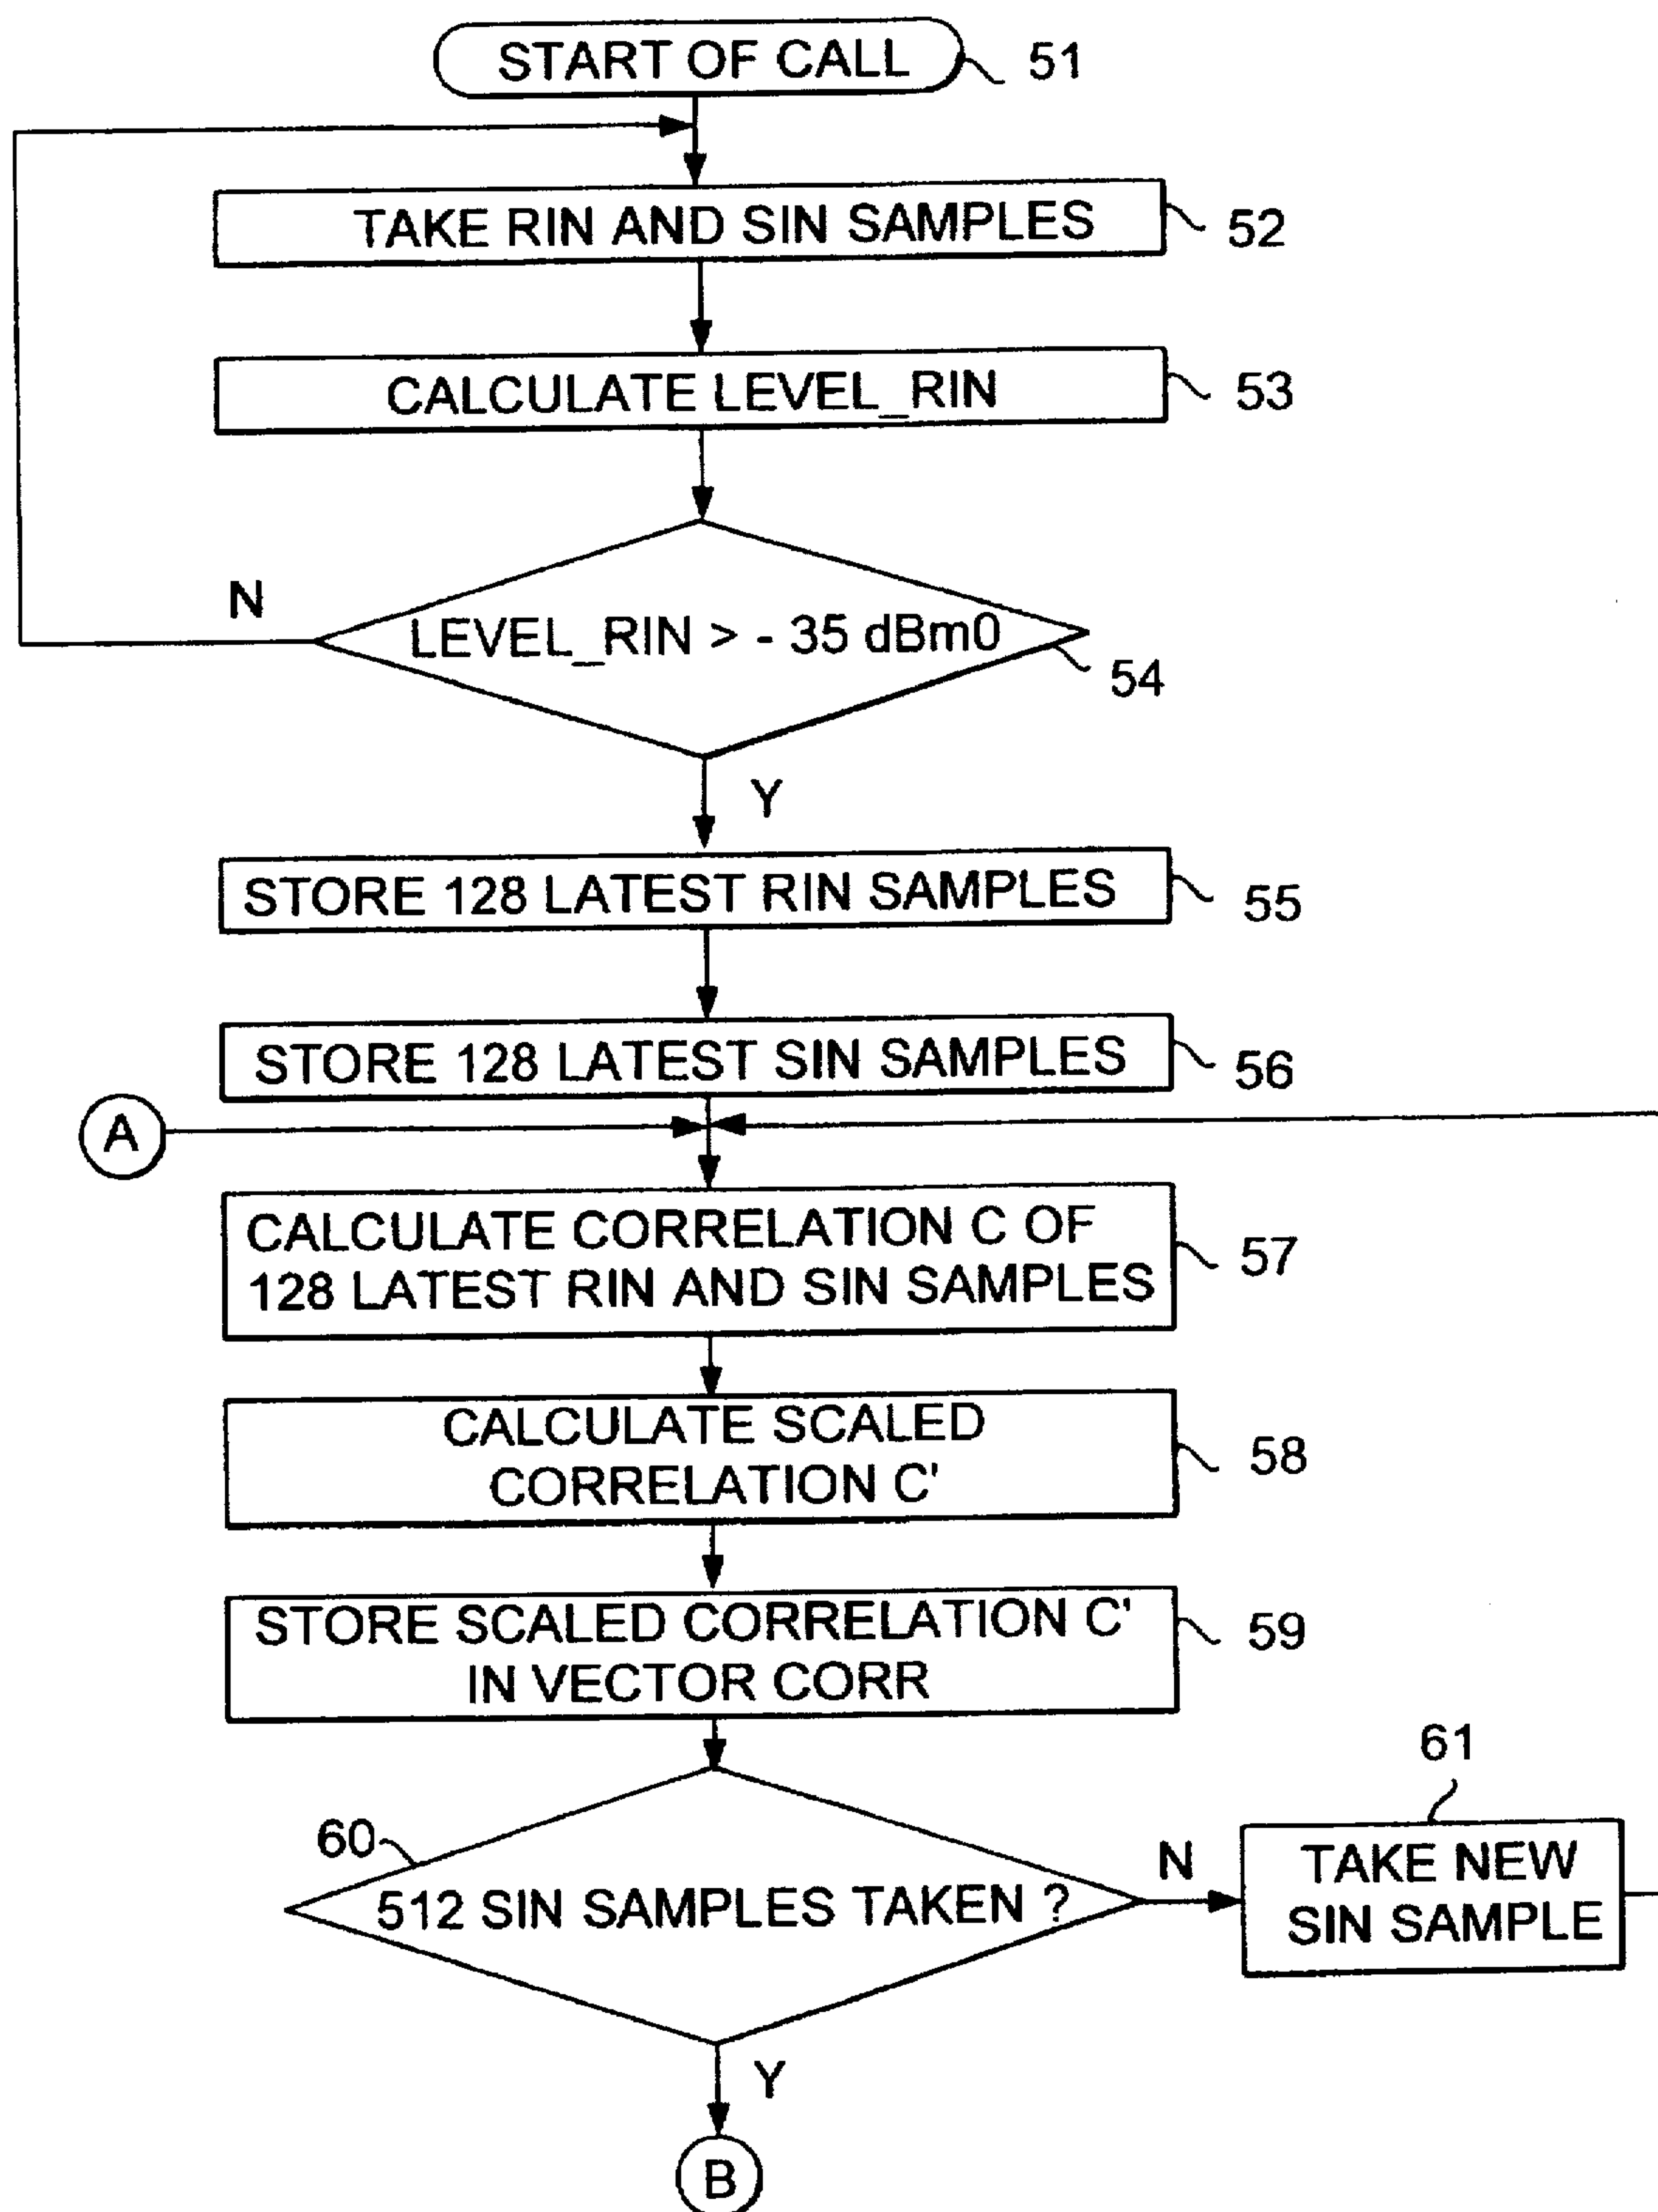 START OF CALL
51
TAKE RIN AND SIN SAMPLES
52
CALCULATE LEVEL_RIN
53
N
LEVEL_RIN > - 35 dBm0
54
Y
STORE 128 LATEST RIN SAMPLES
55
STORE 128 LATEST SIN SAMPLES
56
A
CALCULATE CORRELATION C OF
128 LATEST RIN AND SIN SAMPLES
57
CALCULATE SCALED
CORRELATION C'
58
STORE SCALED CORRELATION C'
IN VECTOR CORR
59
60
512 SIN SAMPLES TAKEN ?
N
61
TAKE NEW
SIN SAMPLE
Y
B